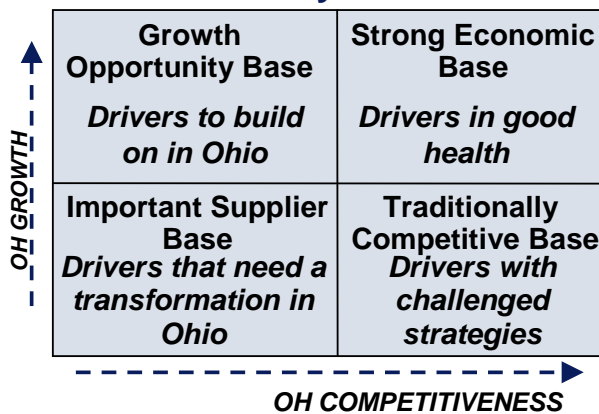 Growth
Opportunity Base
Drivers to build
on in Ohio
Strong Economic
Base
Drivers in good
health
Important Supplier
Base
Drivers that need a
transformation in
Ohio
Traditionally
Competitive Base
Drivers with
challenged
strategies
OH GROWTH
OH COMPETITIVENESS